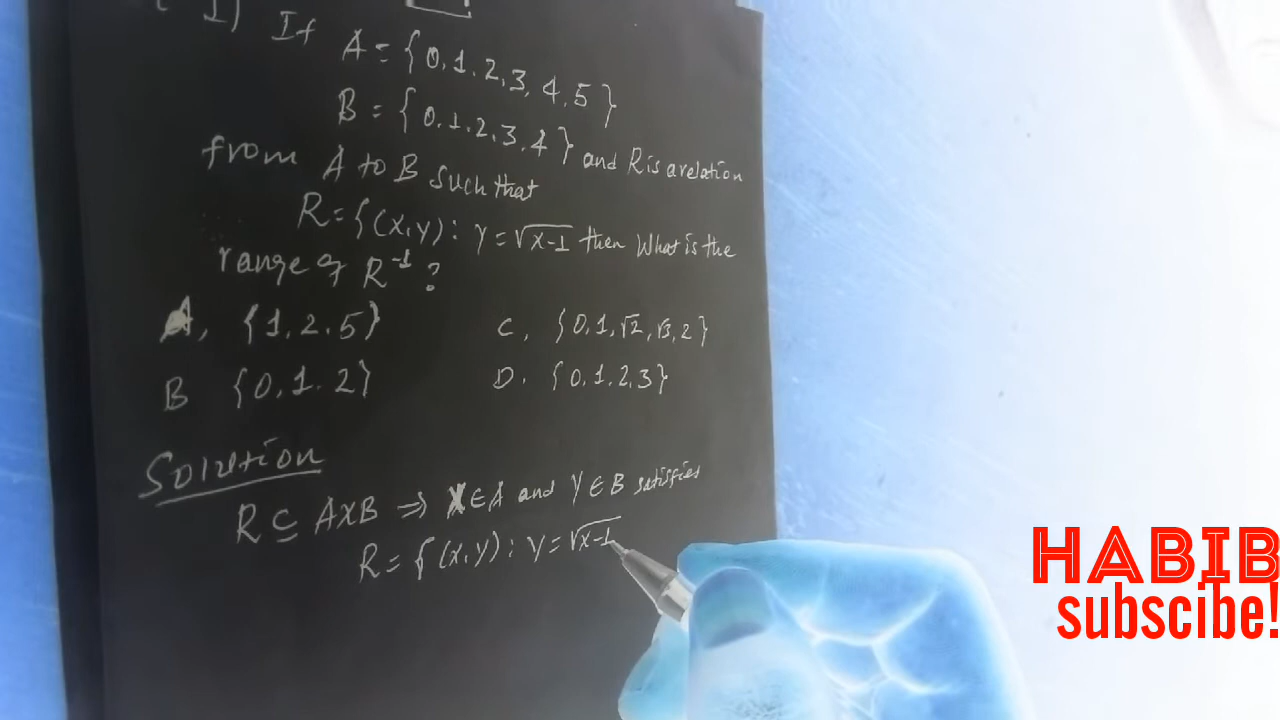 1) If A = {0,1,2,3,4,5}
B = {0,1,2,3,4} and R is a relation
from A to B such that
R = {(x,y): y = √x-1 then What is the
range of R⁻¹ ?
A, {1,2,5}
C, {0,1,√2,√3,2}
B {0,1.2}
D. {0,1,2,3}
Solution
R ⊆ AxB ⇒ X∈A and Y∈B satisfies
R = {(x,y): y = √x-1
HABIB
subscibe!